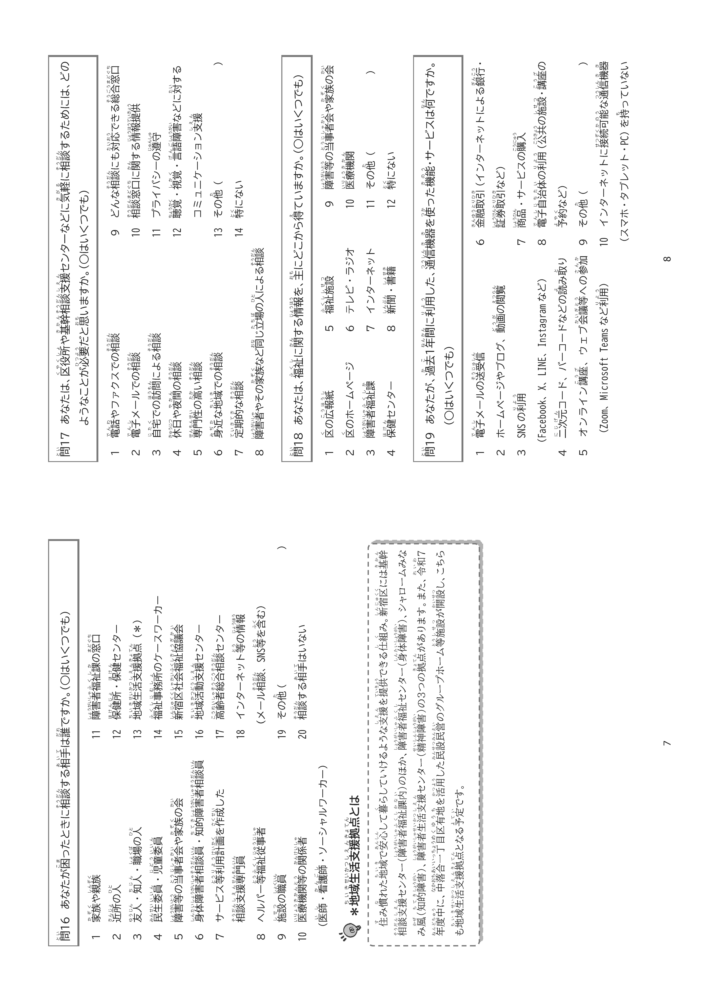 問16　あなたが困ったときに相談する相手は誰ですか。(〇はいくつでも)
1　家族や親族
2　近所の人
3　友人・知人・職場の人
4　民生委員・児童委員
5　障害等の当事者会や家族の会
6　身体障害者相談員・知的障害者相談員
7　サービス等利用計画を作成した
相談支援専門員
8　ヘルパー等福祉従事者
9　施設の職員
10　医療機関等の関係者
(医師・看護師・ソーシャルワーカー)
11　障害者福祉課の窓口
12　保健所・保健センター
13　地域生活支援拠点（＊）
14　福祉事務所のケースワーカー
15　新宿区社会福祉協議会
16　地域活動支援センター
17　高齢者総合相談センター
18　インターネット等の情報
(メール相談、SNS等を含む)
19　その他（　　　　　　　　　）
20　相談する相手はいない
＊地域生活支援拠点とは
住み慣れた地域で安心して暮らしていけるような支援を提供できる仕組み。新宿区には基幹
相談支援センター(障害者福祉課内)のほか、障害者福祉センター(身体障害)、シャロームみな
み風(知的障害)、障害者生活支援センター(精神障害)の3つの拠点があります。また、令和7
年度中に、中落合一丁目区有地を活用した民設民営のグループホーム等施設が開設し、こちら
も地域生活支援拠点となる予定です。
7
問17　あなたは、区役所や基幹相談支援センターなどに気軽に相談するためには、どの
ようなことが必要だと思いますか。(〇はいくつでも)
1　電話やファクスでの相談
2　電子メールでの相談
3　自宅での訪問による相談
4　休日や夜間の相談
5　専門性の高い相談
6　身近な地域での相談
7　定期的な相談
8　障害者やその家族など同じ立場の人による相談
9　どんな相談にも対応できる総合窓口
10　相談窓口に関する情報提供
11　プライバシーの遵守
12　聴覚・視覚・言語障害などに対する
コミュニケーション支援
13　その他（　　　　　　　　　）
14　特にない
問18　あなたは、福祉に関する情報を、主にどこから得ていますか。(〇はいくつでも)
1　区の広報紙
2　区のホームページ
3　障害者福祉課
4　保健センター
5　福祉施設
6　テレビ・ラジオ
7　インターネット
8　新聞・書籍
9　障害等の当事者会や家族の会
10　医療機関
11　その他（　　　　　　）
12　特にない
問19　あなたが、過去1年間に利用した、通信機器を使った機能・サービスは何ですか。
(〇はいくつでも)
1　電子メールの送受信
2　ホームページやブログ、動画の閲覧
3　SNSの利用
(Facebook、X、LINE、Instagramなど)
4　二次元コード、バーコードなどの読み取り
5　オンライン講座、ウェブ会議等への参加
(Zoom、Microsoft Teamsなど利用)
6　金融取引（インターネットによる銀行・
証券取引など）
7　商品・サービスの購入
8　電子自治体の利用（公共の施設・講座の
予約など）
9　その他（　　　　　　　　　）
10　インターネットに接続可能な通信機器
（スマホ・タブレット・PC）を持っていない
8